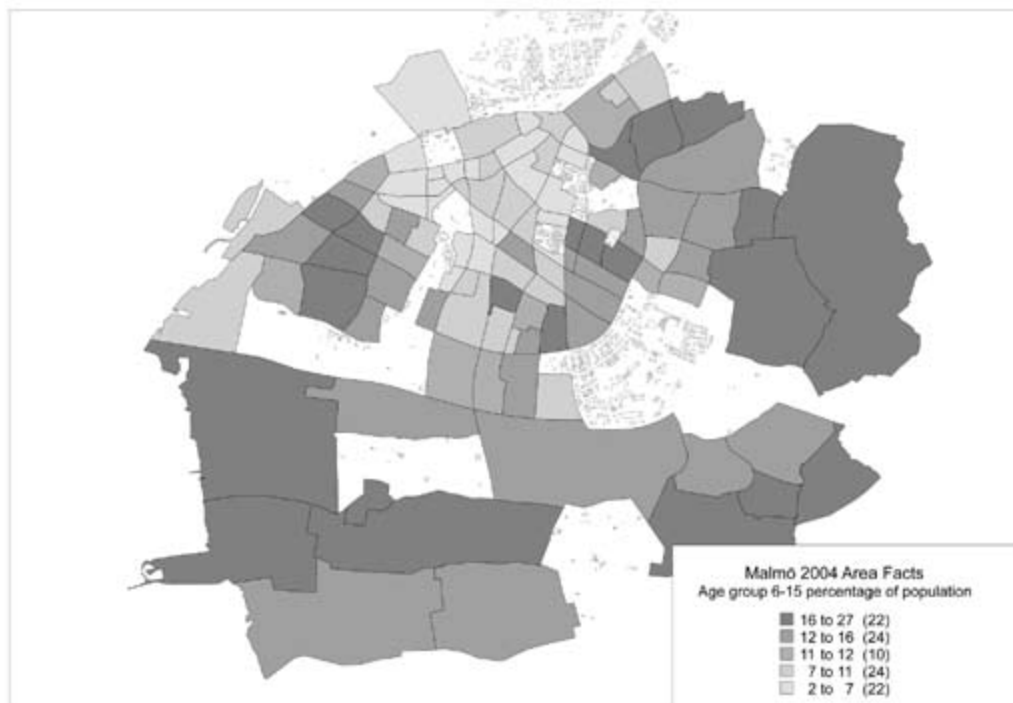 Malmö 2004 Area Facts
Age group 6-15 percentage of population
16 to 27 (22)
12 to 16 (24)
11 to 12 (10)
7 to 11 (24)
2 to 7 (22)